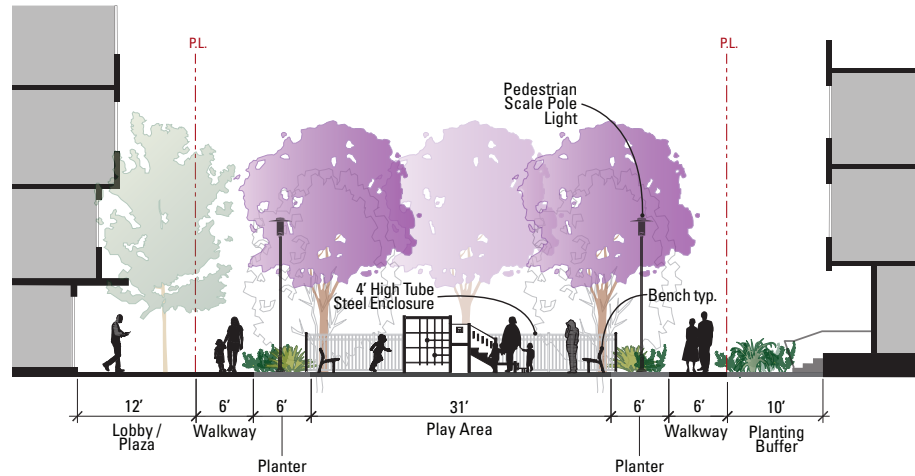 P.L.
P.L.
Pedestrian
Scale Pole
Light
4' High Tube
Steel Enclosure
Bench typ.
12'
6'
6'
31'
6'
6'
10'
Lobby /
Plaza
Walkway
Planter
Play Area
Planter
Walkway
Planting
Buffer